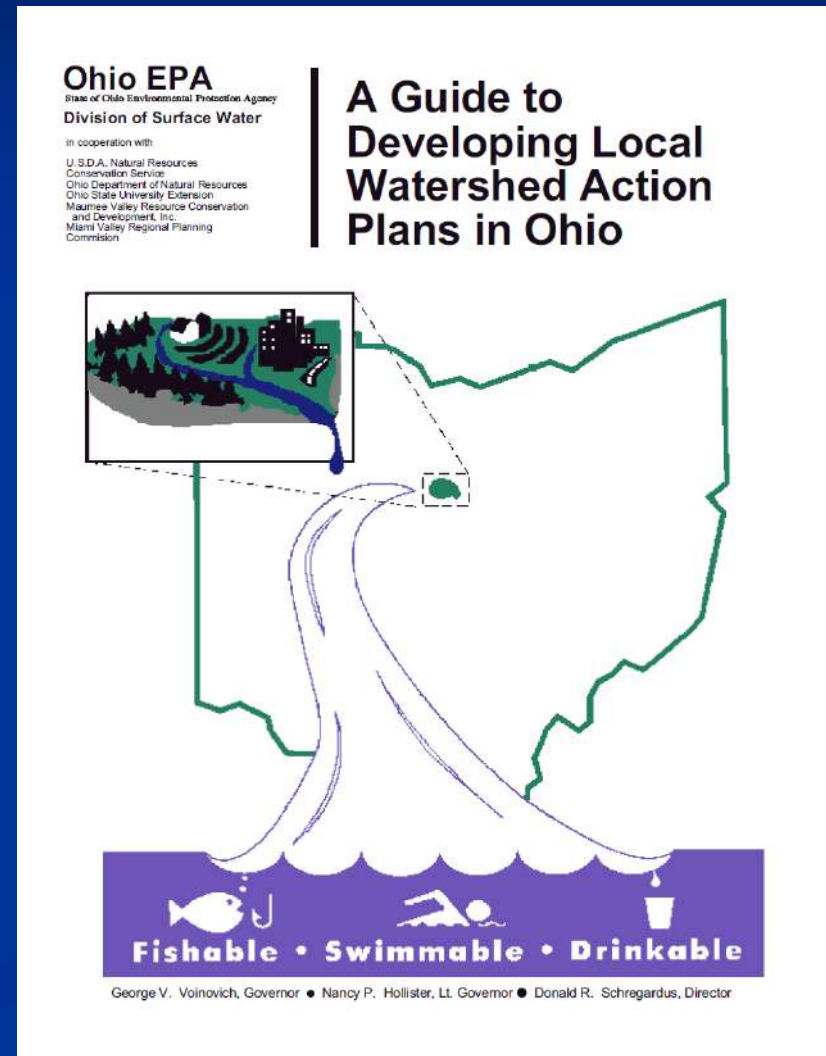 Ohio EPA
State of Ohio Environmental Protection Agency
Division of Surface Water
in cooperation with
U.S.D.A. Natural Resources
Conservation Service
Ohio Department of Natural Resources
Ohio State University Extension
Maumee Valley Resource Conservation
and Development, Inc.
Miami Valley Regional Planning
Commision
A Guide to
Developing Local
Watershed Action
Plans in Ohio
Fishable • Swimmable • Drinkable
George V. Voinovich, Governor ● Nancy P. Hollister, Lt. Governor ● Donald R. Schregardus, Director